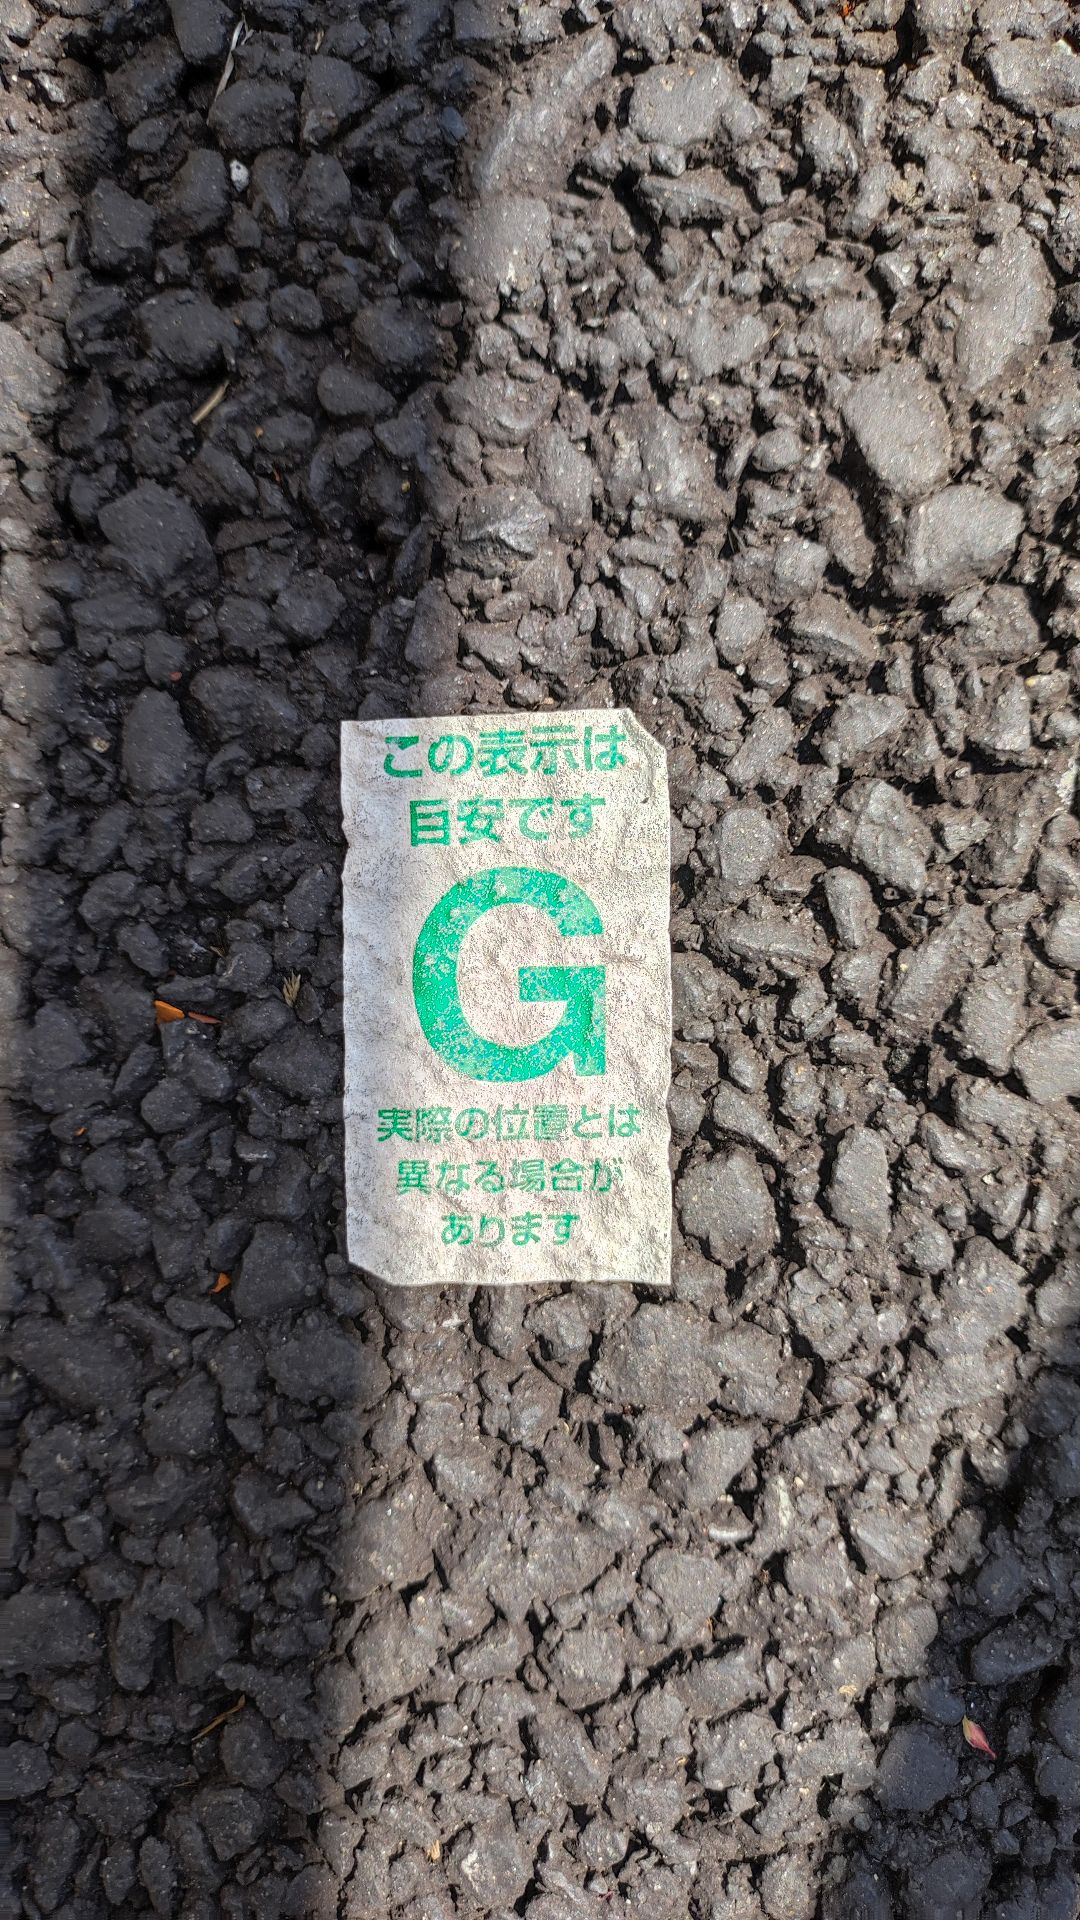 この表示は
目安です
G
実際の位置とは
異なる場合が
あります